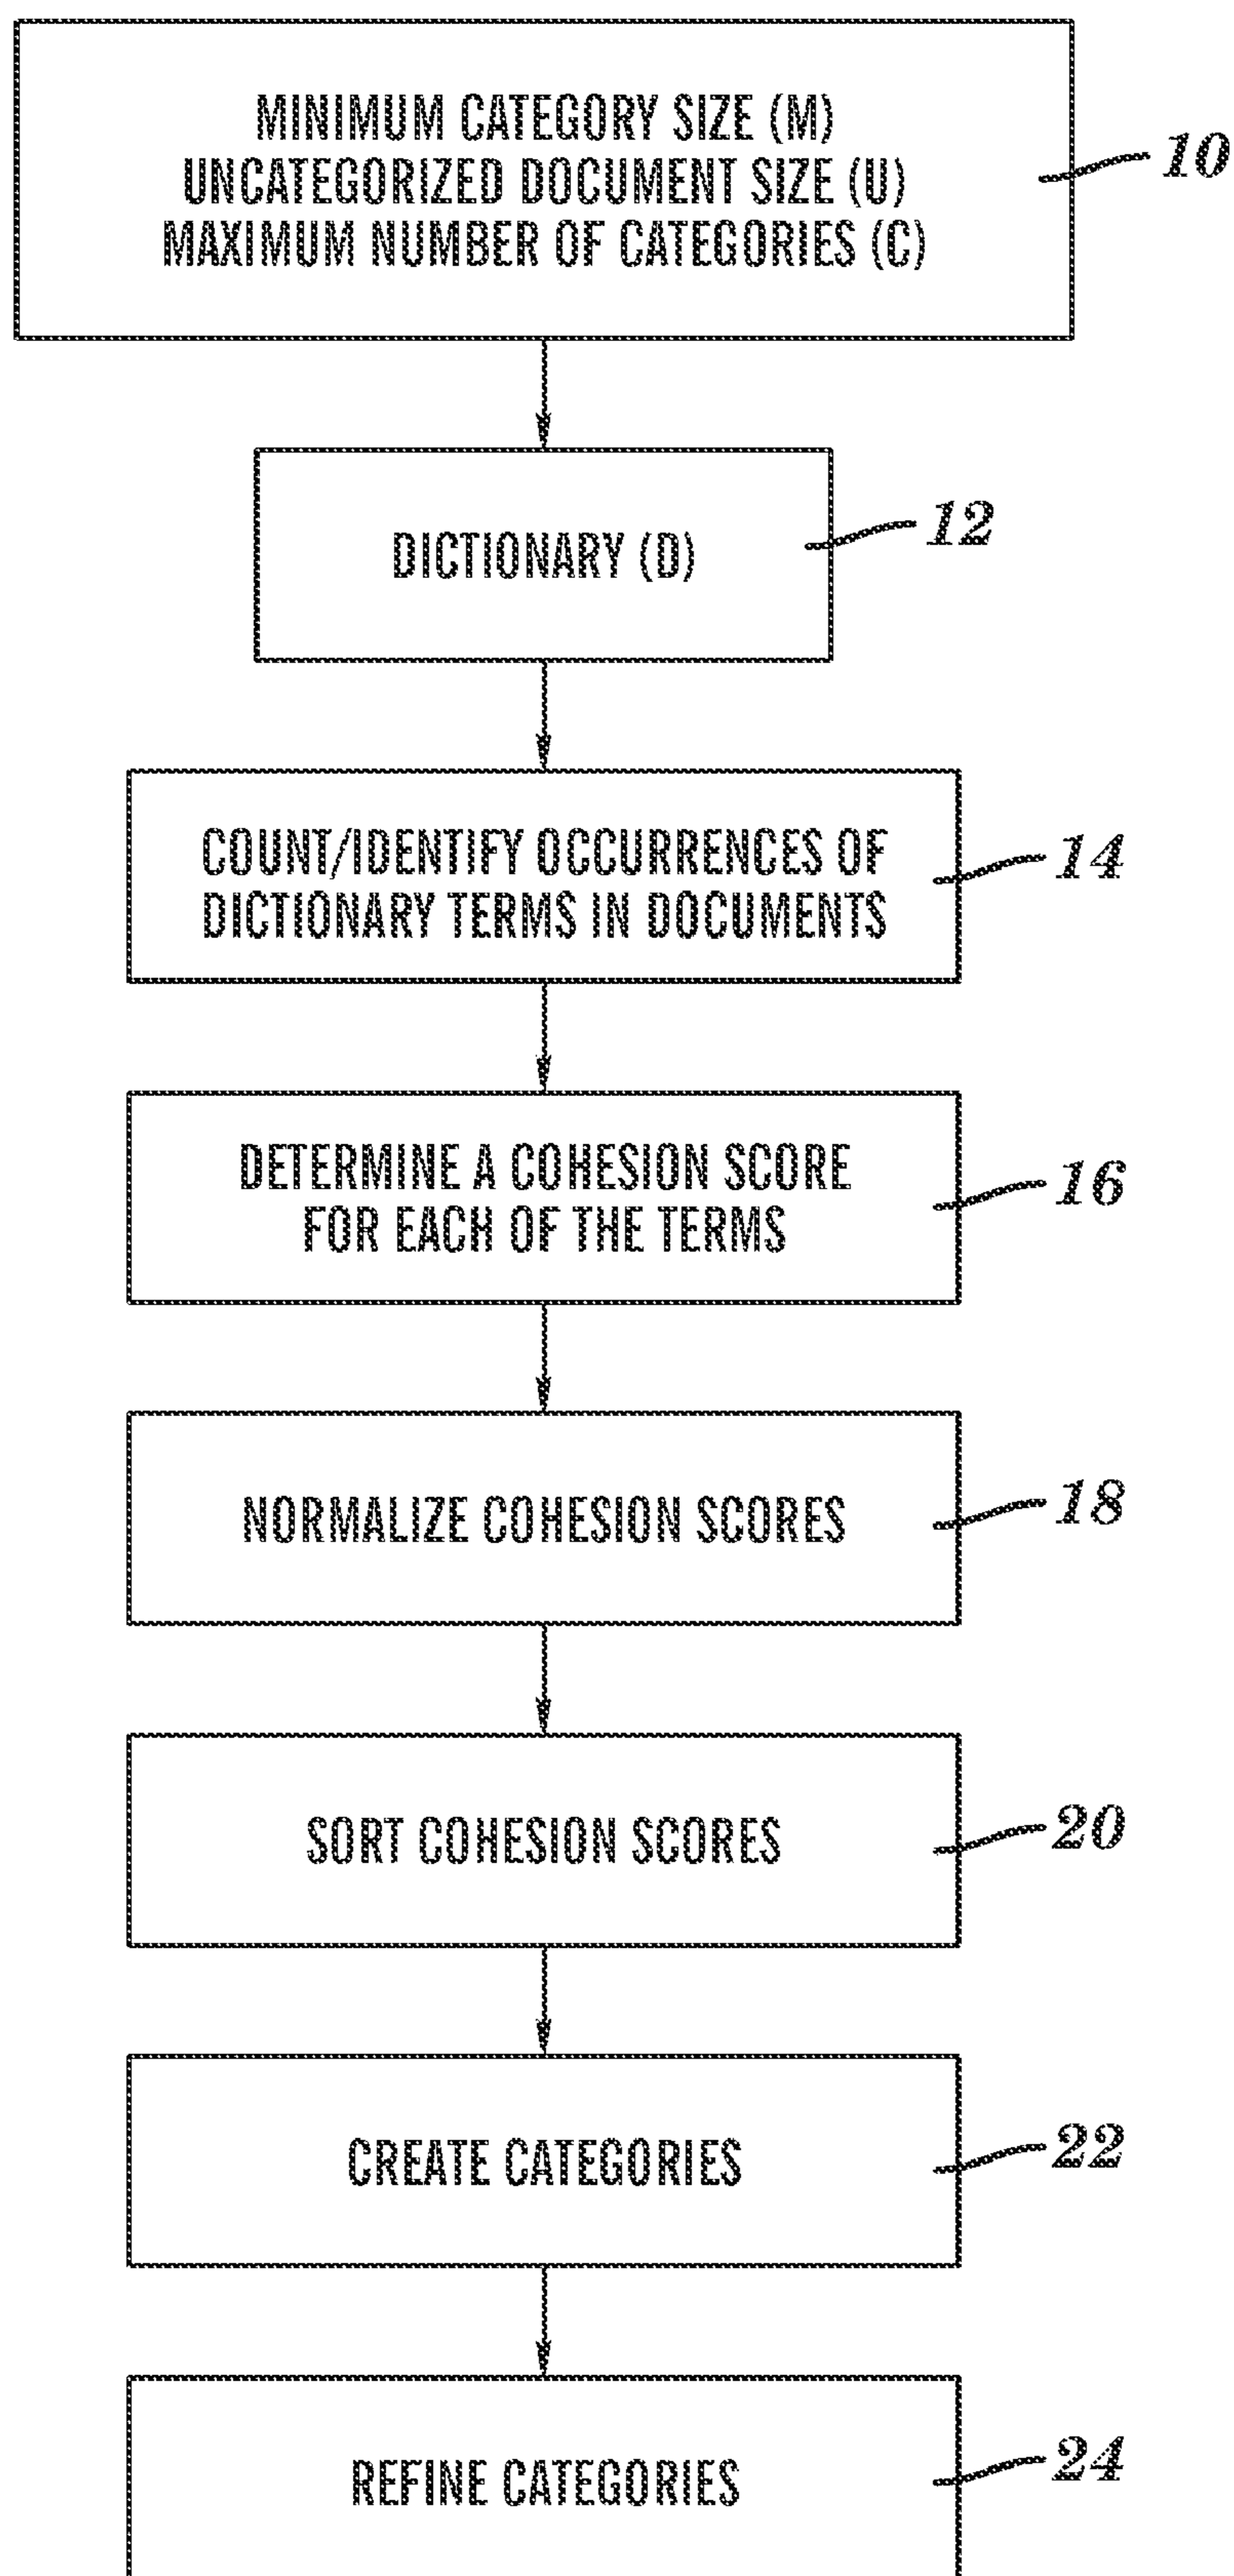 MINIMUM CATEGORY SIZE (M)
UNCATEGORIZED DOCUMENT SIZE (U)
MAXIMUM NUMBER OF CATEGORIES (C)
10
DICTIONARY (D)
12
COUNT/IDENTIFY OCCURRENCES OF
DICTIONARY TERMS IN DOCUMENTS
14
DETERMINE A COHESION SCORE
FOR EACH OF THE TERMS
16
NORMALIZE COHESION SCORES
18
SORT COHESION SCORES
20
CREATE CATEGORIES
22
REFINE CATEGORIES
24